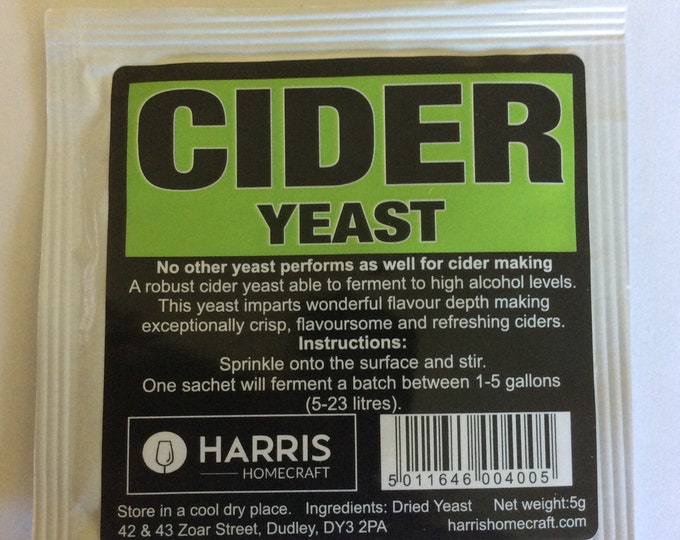 CIDER
YEAST
No other yeast performs as well for cider making
A robust cider yeast able to ferment to high alcohol levels.
This yeast imparts wonderful flavour depth making
exceptionally crisp, flavoursome and refreshing ciders.
Instructions:
Sprinkle onto the surface and stir.
One sachet will ferment a batch between 1-5 gallons
(5-23 litres).
HARRIS
HOMECRAFT
5 011646 004005
Store in a cool dry place. Ingredients: Dried Yeast Net weight:5g
42 & 43 Zoar Street, Dudley, DY3 2PA harrishomecraft.com